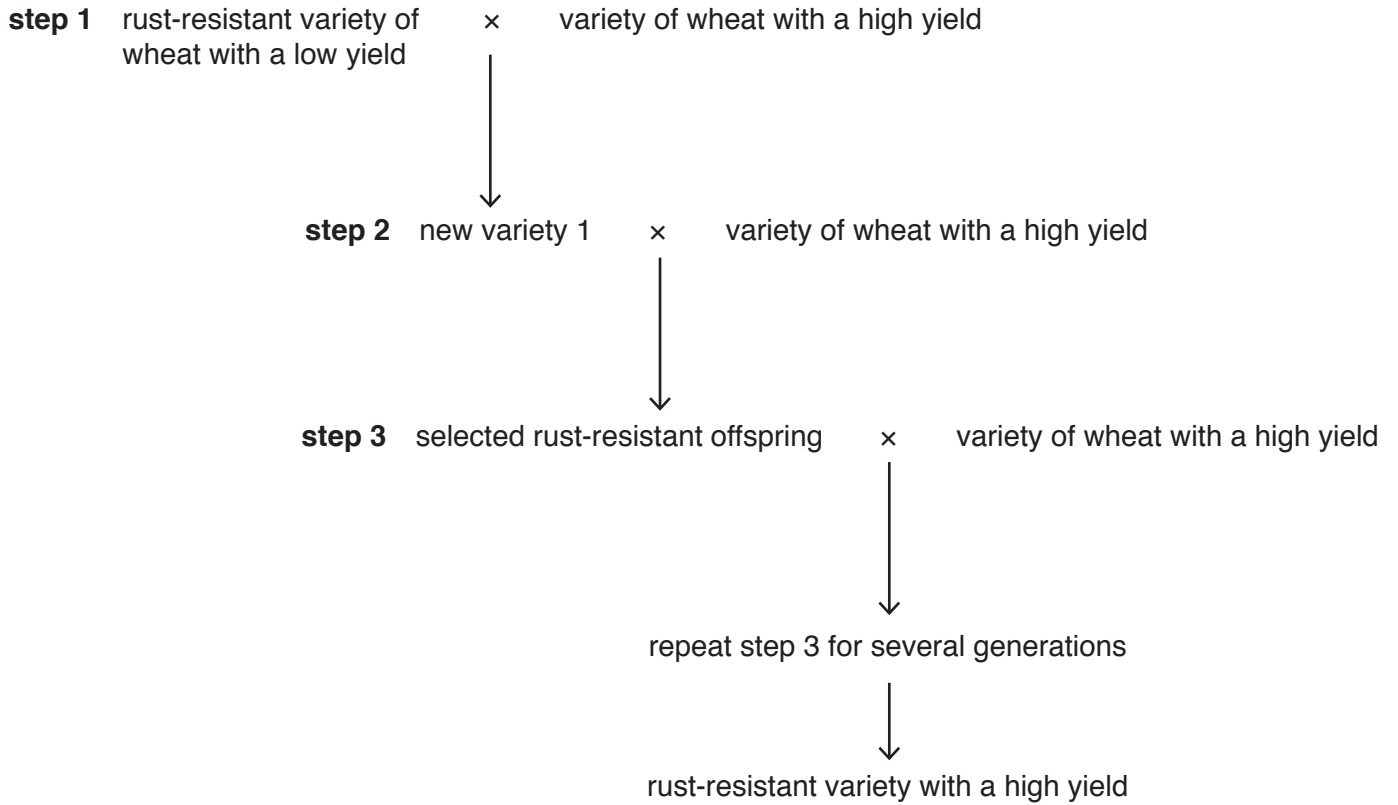 step 1 rust-resistant variety of × variety of wheat with a high yield
wheat with a low yield
step 2 new variety 1 × variety of wheat with a high yield
step 3 selected rust-resistant offspring × variety of wheat with a high yield
repeat step 3 for several generations
rust-resistant variety with a high yield